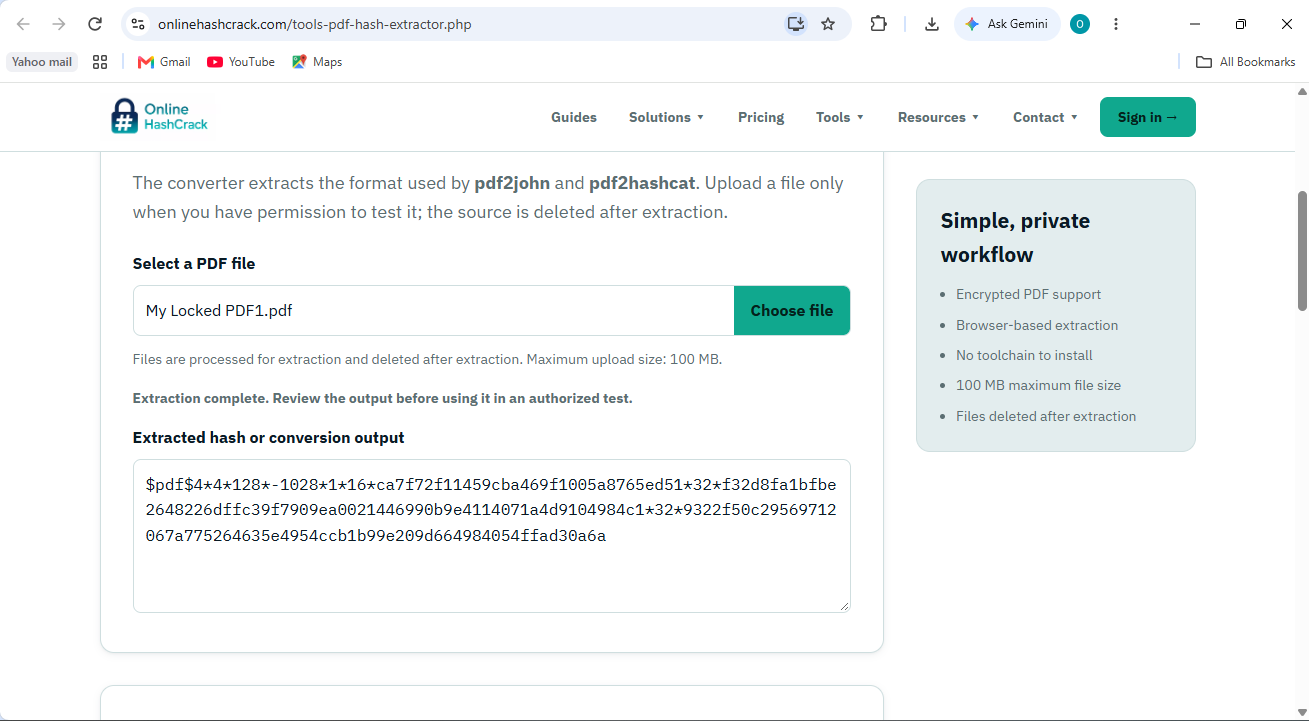 onlinehashcrack.com/tools-pdf-hash-extractor.php
Ask Gemini
O
Yahoo mail
Gmail
YouTube
Maps
All Bookmarks
#
Online
HashCrack
Guides
Solutions
Pricing
Tools
Resources
Contact
Sign in →
The converter extracts the format used by pdf2john and pdf2hashcat. Upload a file only
when you have permission to test it; the source is deleted after extraction.
Select a PDF file
My Locked PDF1.pdf
Choose file
Files are processed for extraction and deleted after extraction. Maximum upload size: 100 MB.
Extraction complete. Review the output before using it in an authorized test.
Extracted hash or conversion output
$pdf$4*4*128*-1028*1*16*ca7f72f11459cba469f1005a8765ed51*32*f32d8fa1bfbe
2648226dffc39f7909ea0021446990b9e4114071a4d9104984c1*32*9322f50c29569712
067a775264635e4954ccb1b99e209d664984054ffad30a6a
Simple, private
workflow
• Encrypted PDF support
• Browser-based extraction
• No toolchain to install
• 100 MB maximum file size
• Files deleted after extraction